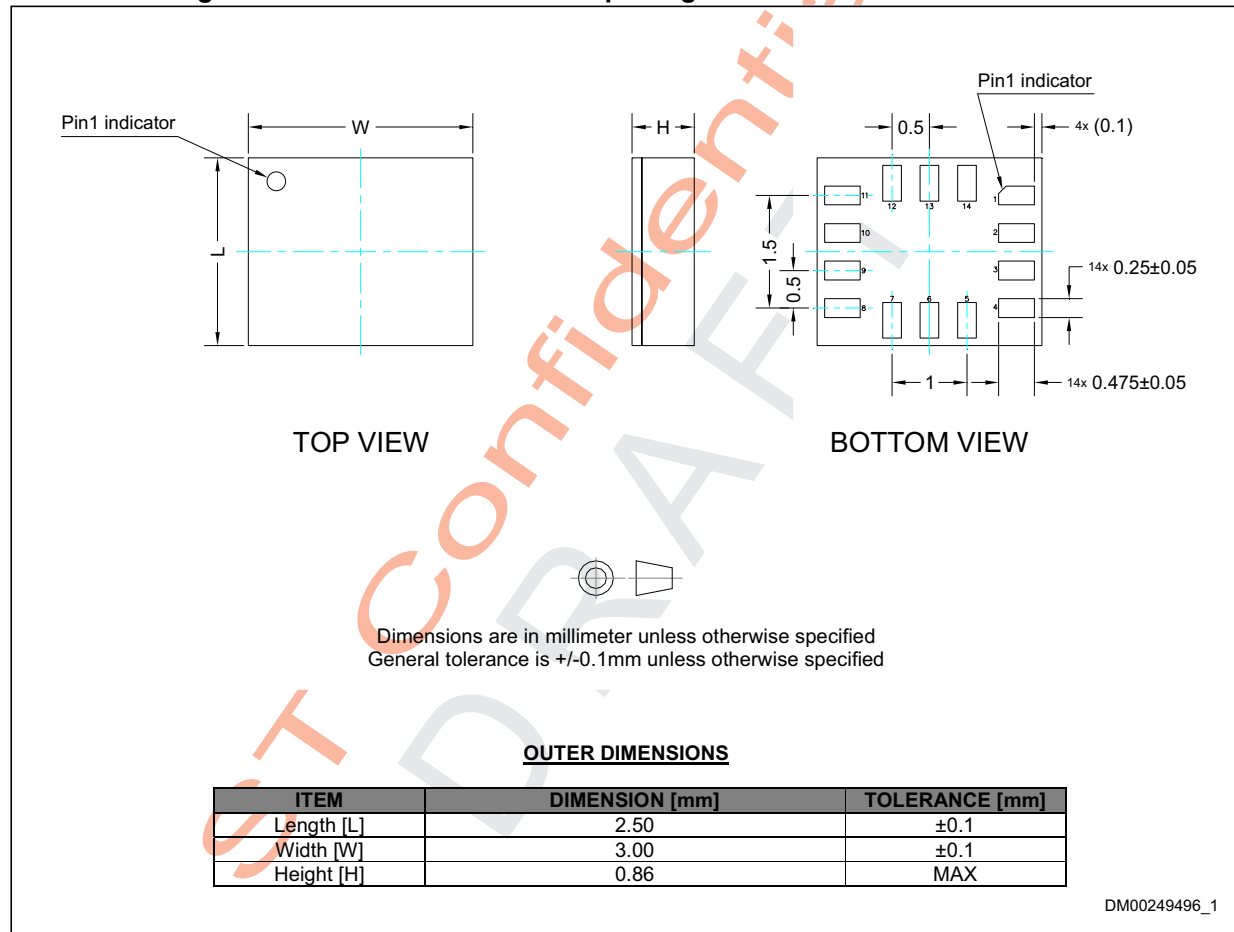 Pin1 indicator
W
L
TOP VIEW
H
Pin1 indicator
0.5
4x (0.1)
11
12
13
14
1
10
2
9
3
8
7
6
5
4
1.5
0.5
14x 0.25±0.05
1
14x 0.475±0.05
BOTTOM VIEW
Dimensions are in millimeter unless otherwise specified
General tolerance is +/-0.1mm unless otherwise specified
OUTER DIMENSIONS
ITEM DIMENSION [mm] TOLERANCE [mm]
Length [L] 2.50 ±0.1
Width [W] 3.00 ±0.1
Height [H] 0.86 MAX
DM00249496_1
ST Confidenti
DRAFT